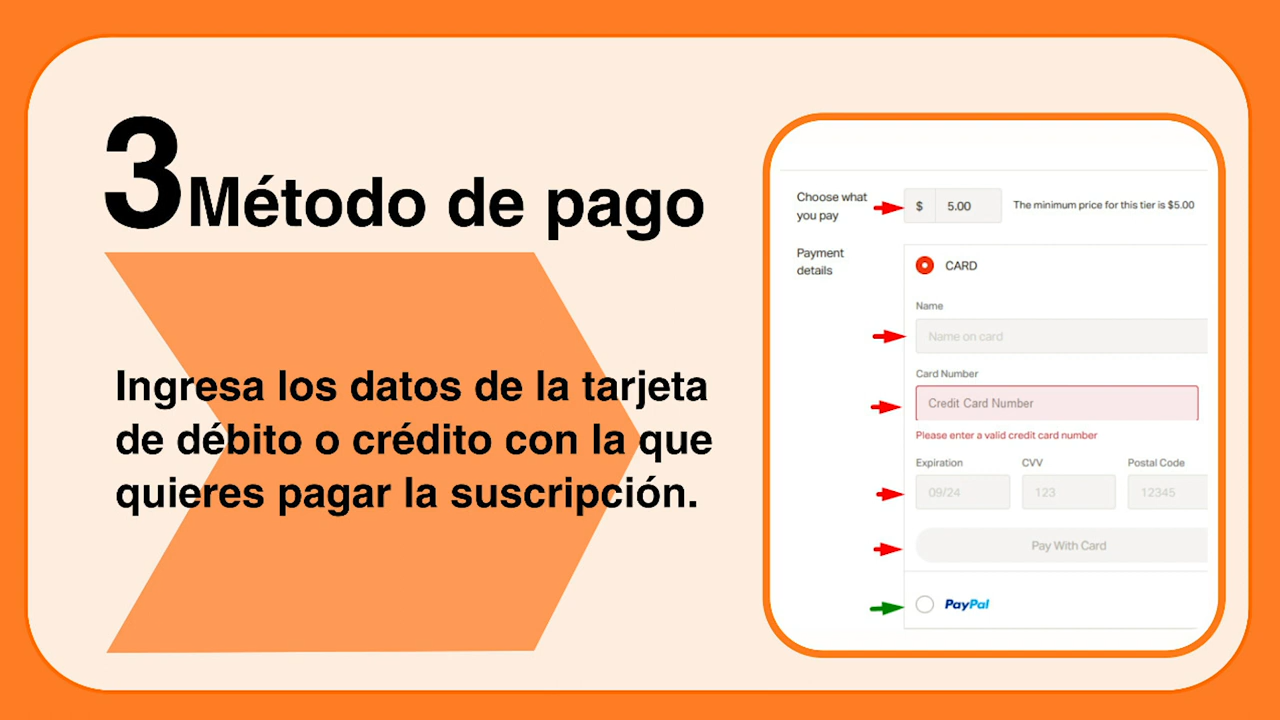 3 Método de pago
Ingresa los datos de la tarjeta
de débito o crédito con la que
quieres pagar la suscripción.
Choose what
you pay
$ 5.00
The minimum price for this tier is $5.00
Payment
details
CARD
Name
Name on card
Card Number
Credit Card Number
Please enter a valid credit card number
Expiration CVV Postal Code
09/24 123 12345
Pay With Card
PayPal